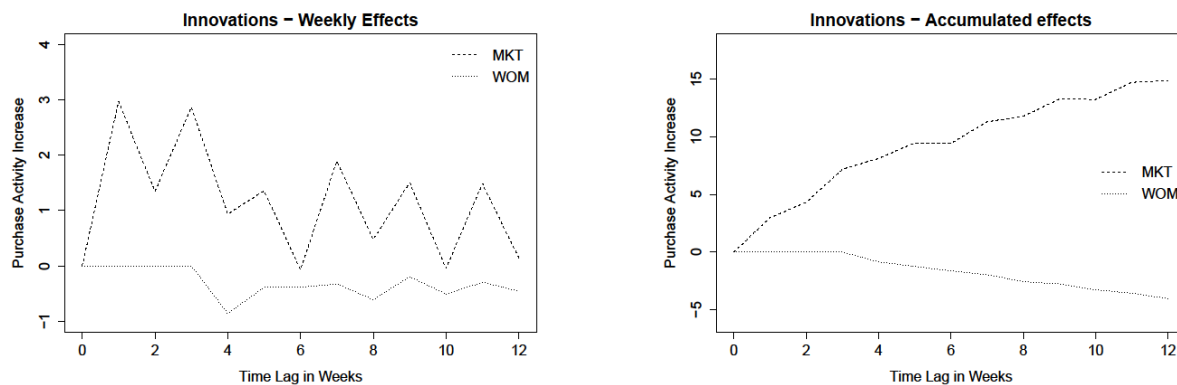 Innovations − Weekly Effects
Purchase Activity Increase
4
3
2
1
0
−1
MKT
WOM
0 2 4 6 8 10 12
Time Lag in Weeks
Innovations − Accumulated effects
Purchase Activity Increase
15
10
5
0
−5
MKT
WOM
0 2 4 6 8 10 12
Time Lag in Weeks